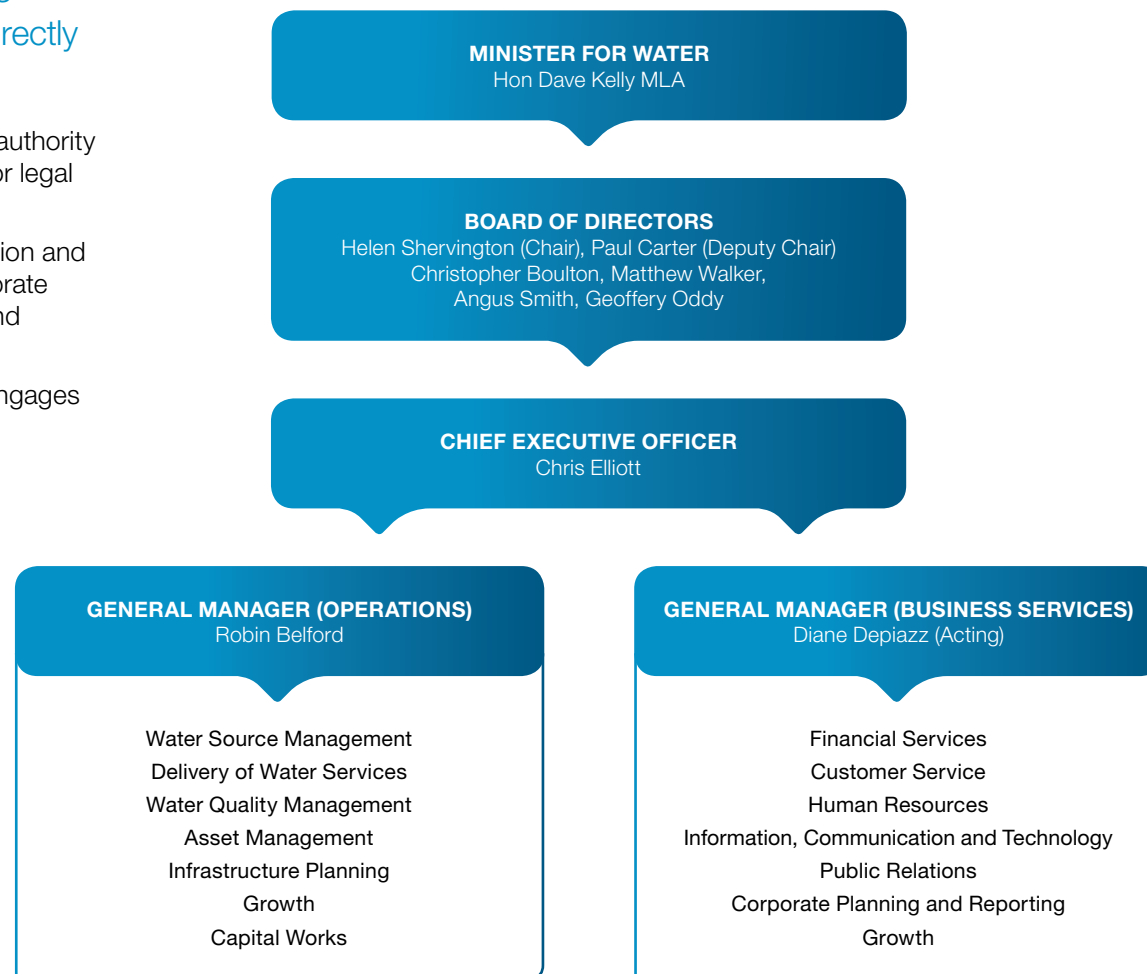 rectly
authority
or legal
ion and
orate
nd
ngages
MINISTER FOR WATER
Hon Dave Kelly MLA
BOARD OF DIRECTORS
Helen Shervington (Chair), Paul Carter (Deputy Chair)
Christopher Boulton, Matthew Walker,
Angus Smith, Geoffery Oddy
CHIEF EXECUTIVE OFFICER
Chris Elliott
GENERAL MANAGER (OPERATIONS)
Robin Belford
Water Source Management
Delivery of Water Services
Water Quality Management
Asset Management
Infrastructure Planning
Growth
Capital Works
GENERAL MANAGER (BUSINESS SERVICES)
Diane Depiazz (Acting)
Financial Services
Customer Service
Human Resources
Information, Communication and Technology
Public Relations
Corporate Planning and Reporting
Growth